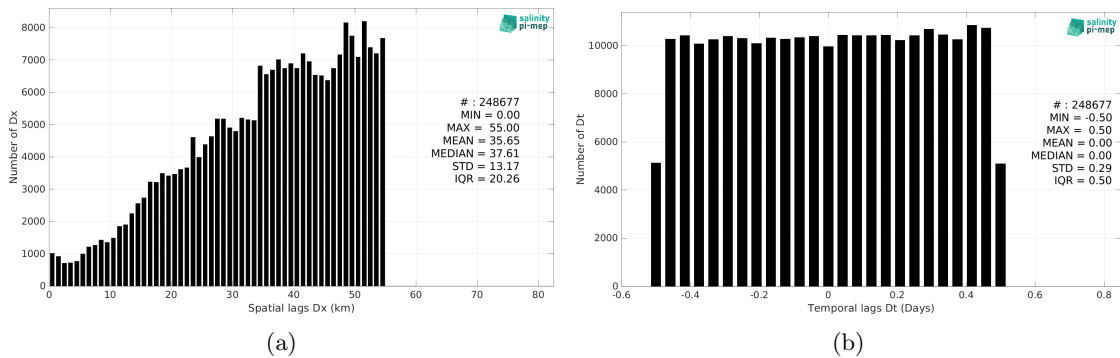 8000
7000
6000
5000
4000
3000
2000
1000
0
Number of Dx
0 10 20 30 40 50 60 70 80
Spatial lags Dx (km)
salinity
pi-mep
# : 248677
MIN = 0.00
MAX = 55.00
MEAN = 35.65
MEDIAN = 37.61
STD = 13.17
IQR = 20.26
(a)
10000
8000
6000
4000
2000
0
Number of Dt
-0.6 -0.4 -0.2 0 0.2 0.4 0.6 0.8
Temporal lags Dt (Days)
salinity
pi-mep
# : 248677
MIN = -0.50
MAX = 0.50
MEAN = 0.00
MEDIAN = 0.00
STD = 0.29
IQR = 0.50
(b)